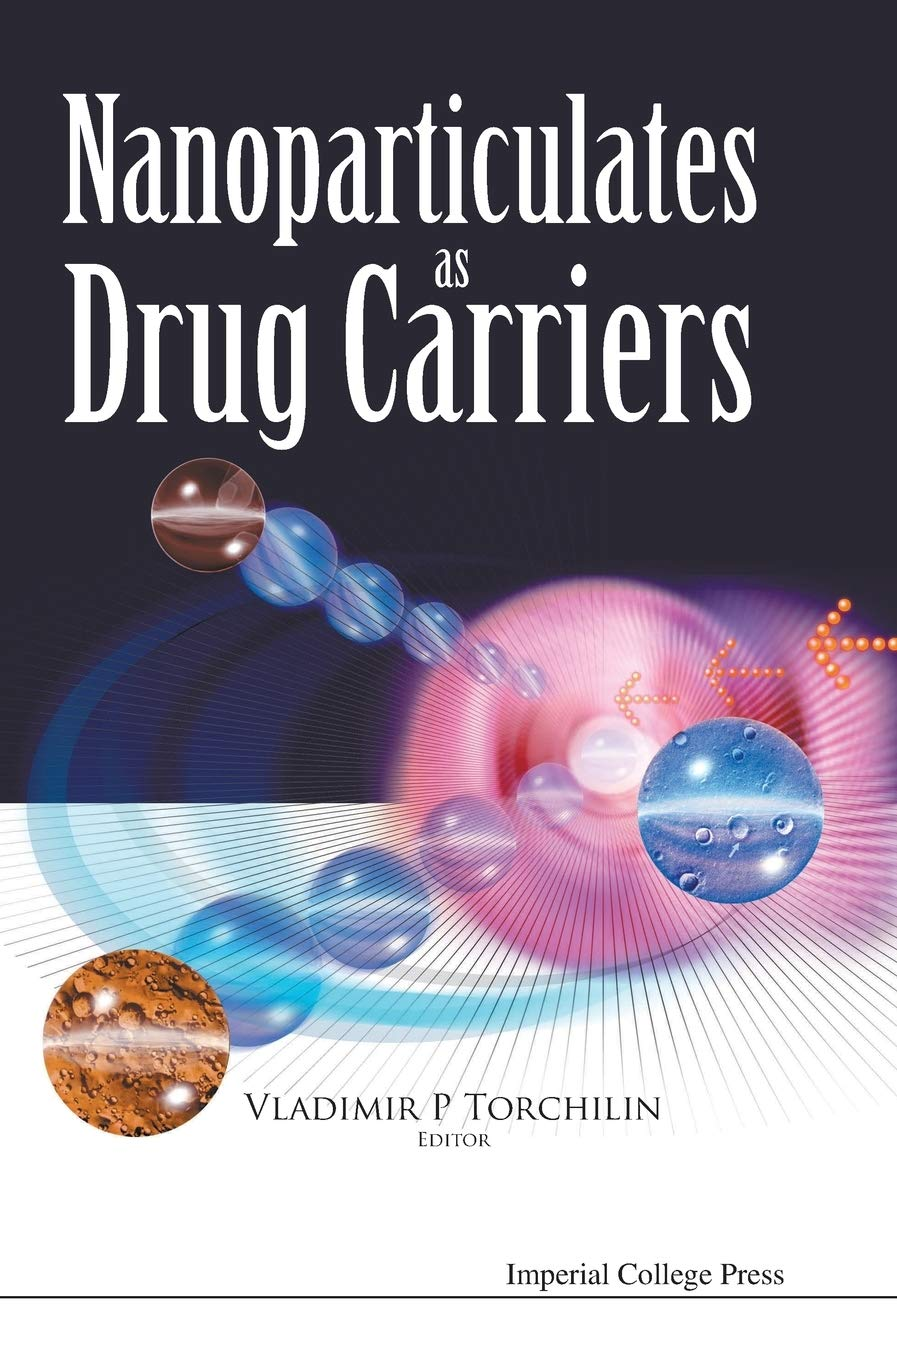 Nanoparticulates
as
Drug Carriers
VLADIMIR P TORCHILIN
EDITOR
Imperial College Press